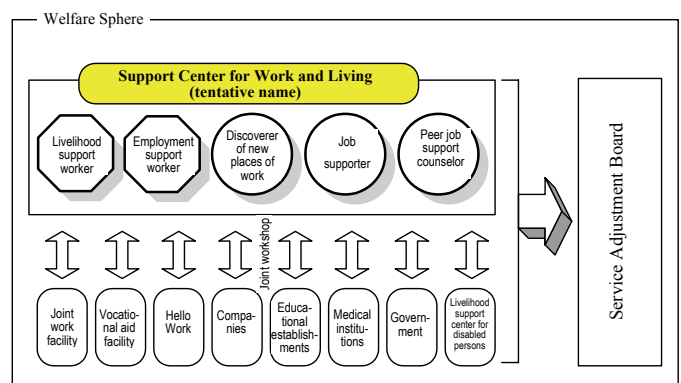 Welfare Sphere
Support Center for Work and Living
(tentative name)
Livelihood
support
worker
Employment
support
worker
Discoverer
of new
places of
work
Job
supporter
Peer job
support
counselor
Joint workshop
Service Adjustment Board
Joint
work
facility
Vocatio-
nal aid
facility
Hello
Work
Compa-
nies
Educa-
tional
establish-
ments
Medical
institu-
tions
Govern-
ment
Livelihood
support
center for
disabled
persons